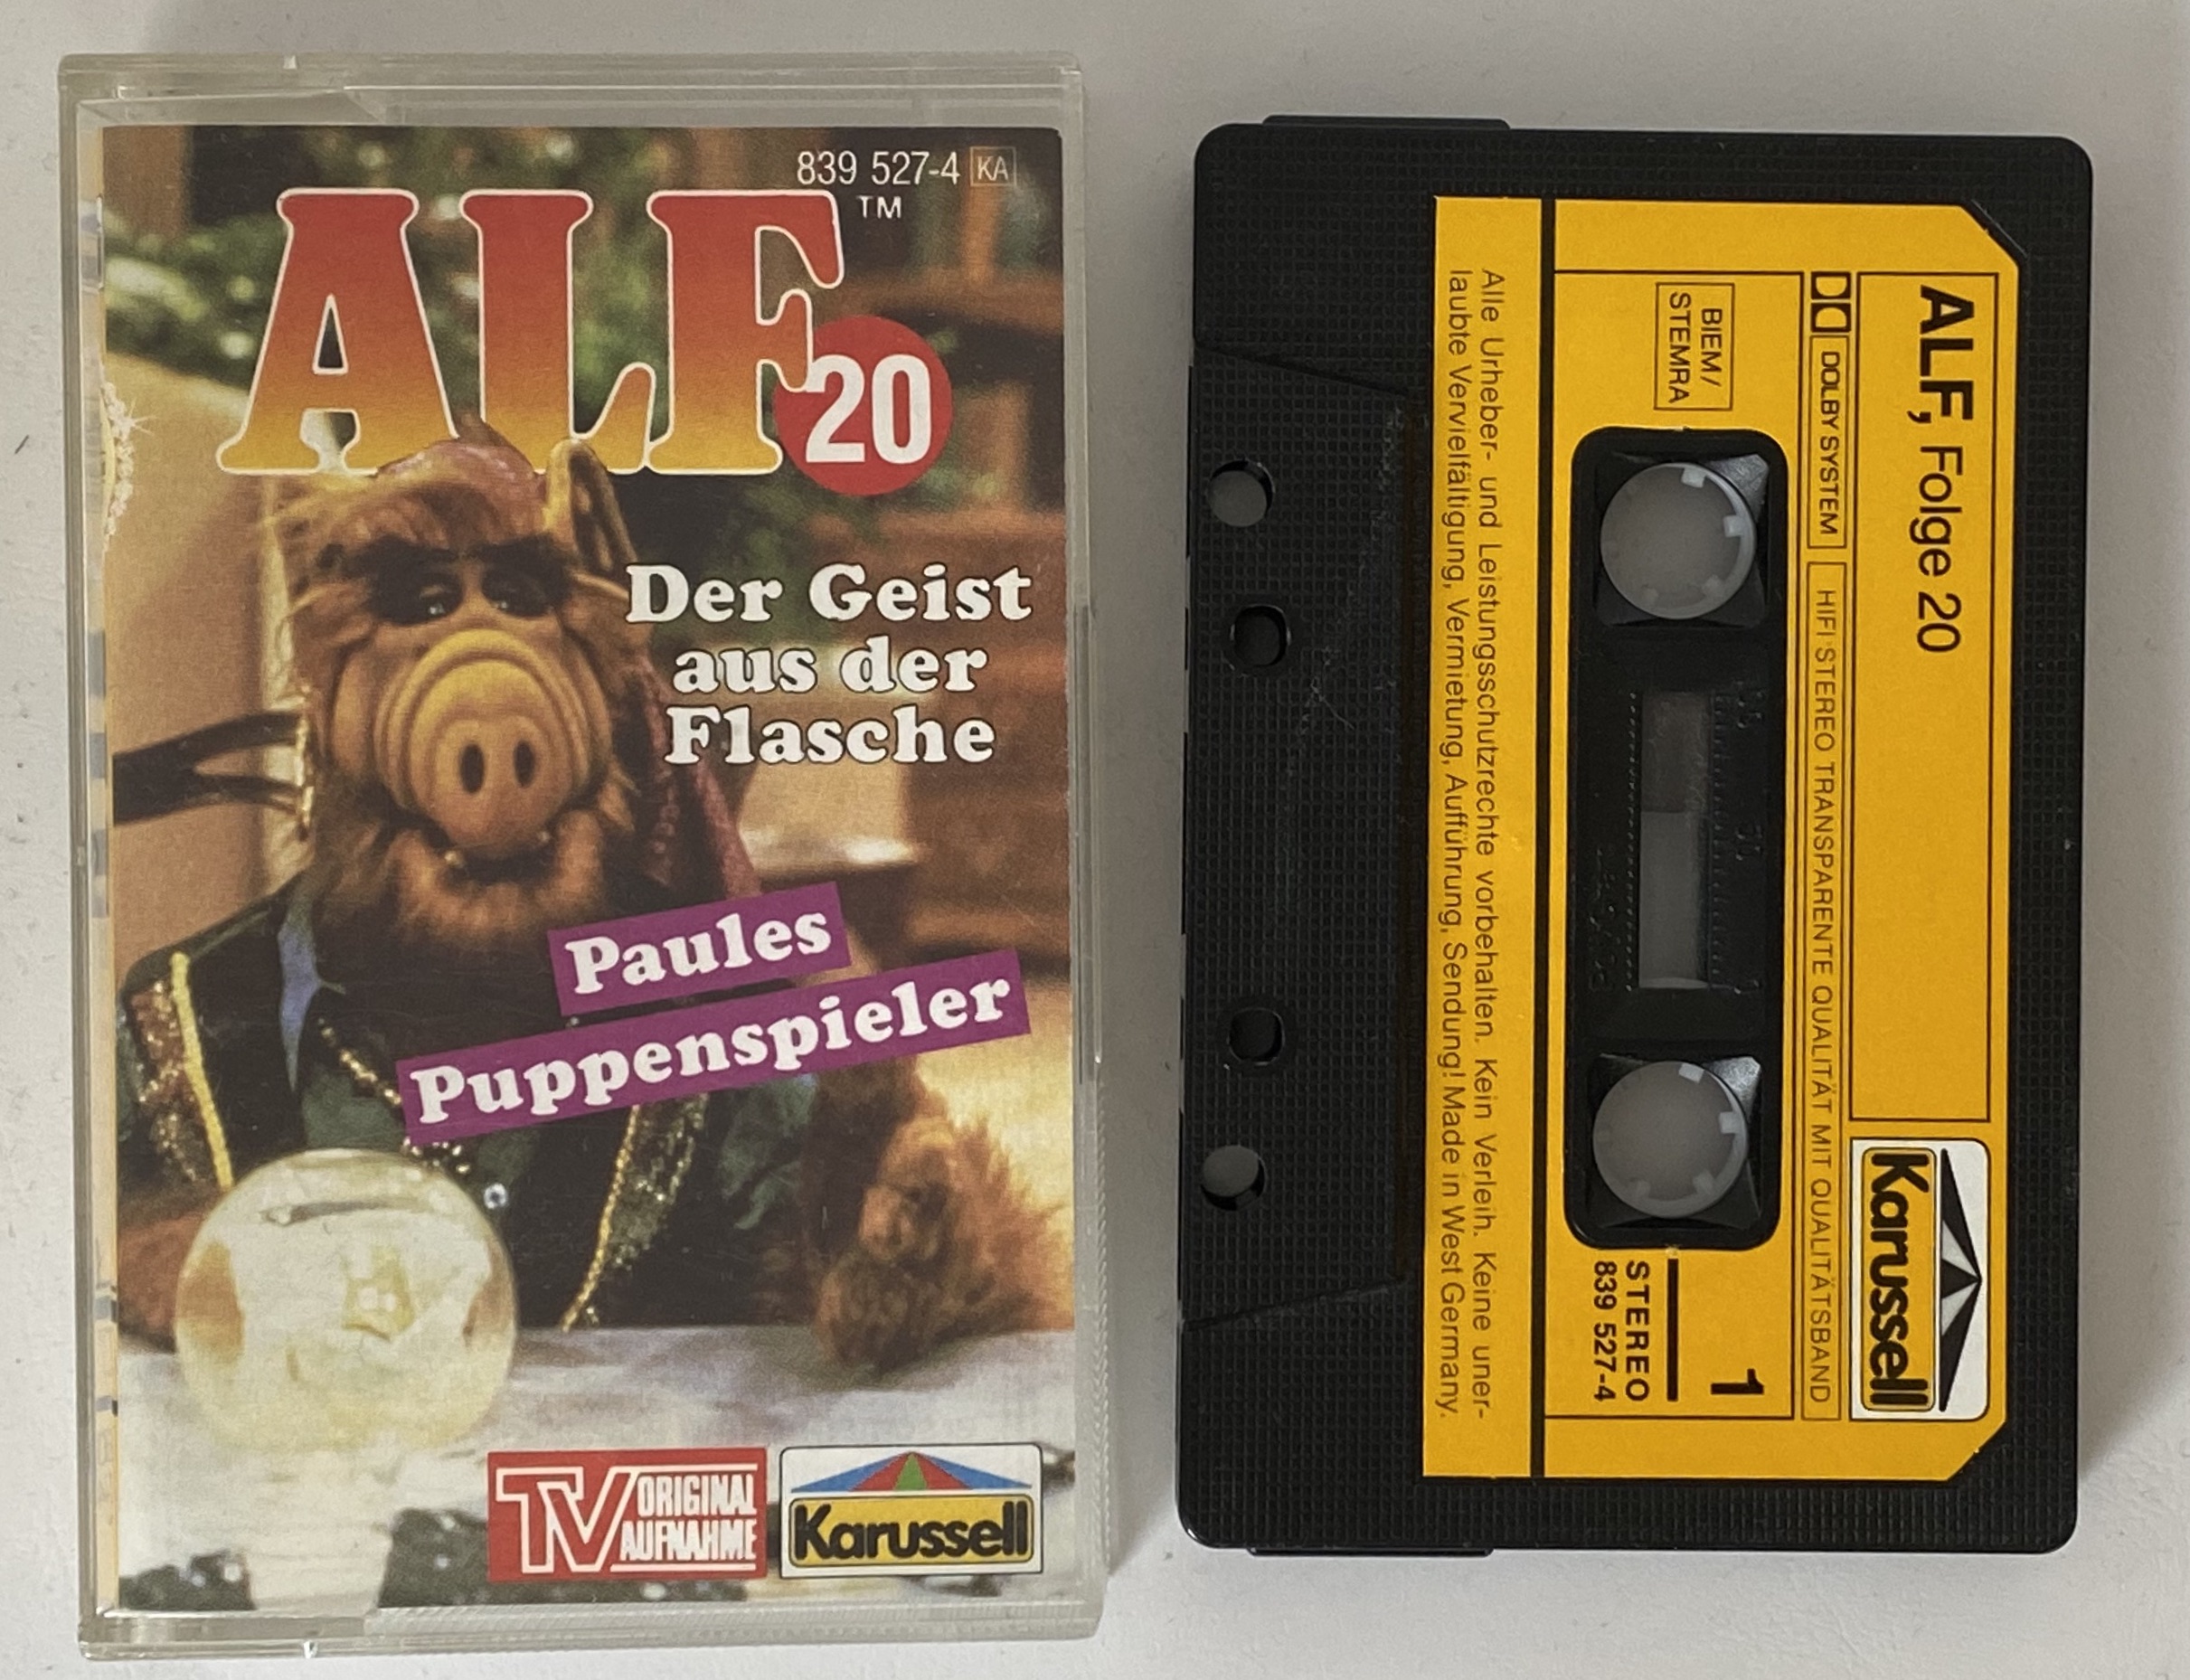 839 527-4 KA
ALF™
20
Der Geist
aus der
Flasche
Paules
Puppenspieler
TV ORIGINAL
AUFNAHME
Karussell
ALF, Folge 20
Karussell
DOLBY SYSTEM
HIFI STEREO TRANSPARENTE QUALITÄT MIT QUALITÄTSBAND
BIEM/
STEMRA
1
STEREO
839 527-4
Alle Urheber- und Leistungsschutzrechte vorbehalten. Kein Verleih. Keine uner-
laubte Vervielfältigung, Vermietung, Aufführung, Sendung! Made in West Germany.